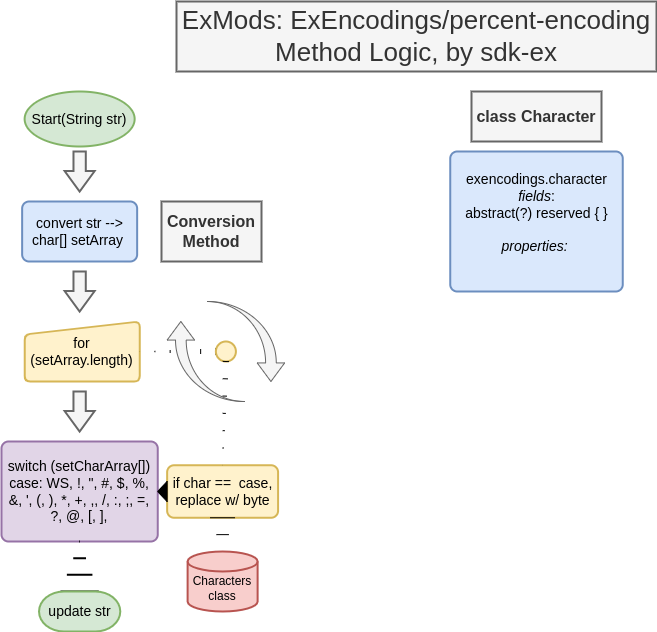 ExMods: ExEncodings/percent-encoding
Method Logic, by sdk-ex
Start(String str)
class Character
exencodings.character
fields:
abstract(?) reserved { }
properties:
convert str -->
char[] setArray
Conversion
Method
for
(setArray.length)
switch (setCharArray[])
case: WS, !, ", #, $, %,
&, ', (, ), *, +, ,, /, :, ;, =,
?, @, [, ],
if char == case,
replace w/ byte
Characters
class
update str